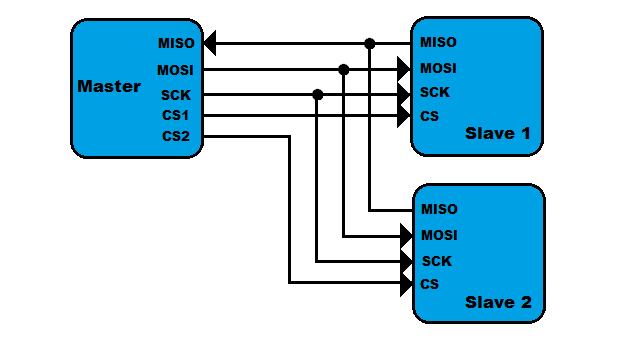 Master
MISO
MOSI
SCK
CS1
CS2
MISO
MOSI
SCK
CS
Slave 1
MISO
MOSI
SCK
CS
Slave 2